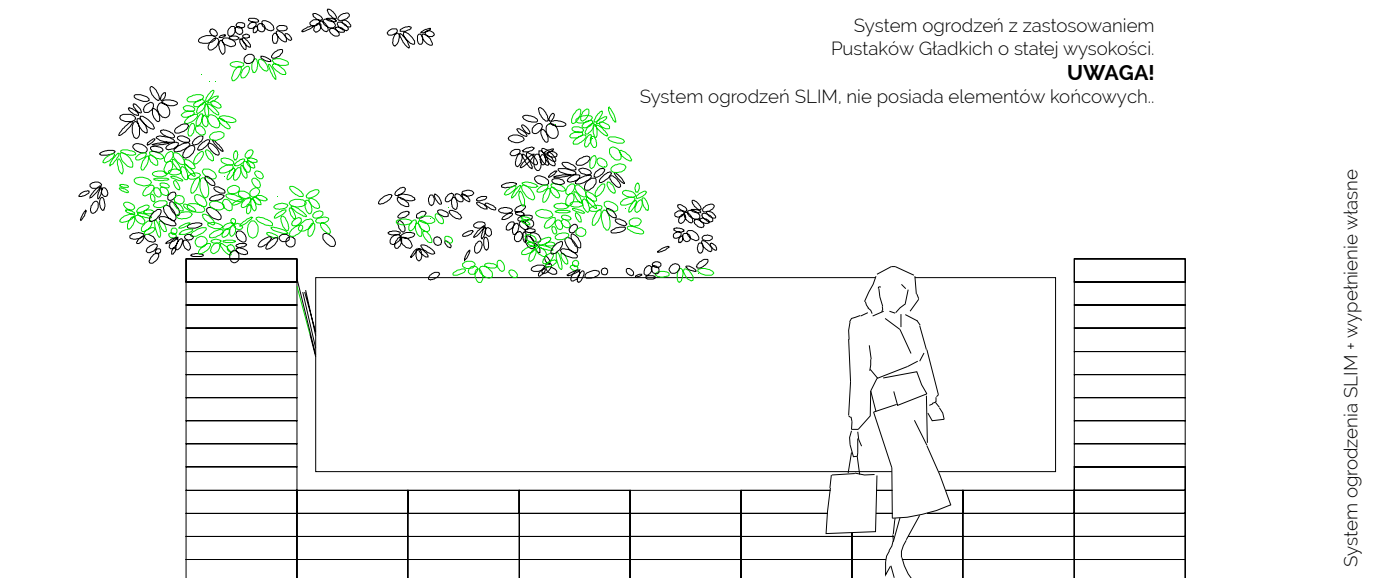 System ogrodzeń z zastosowaniem
Pustaków Gładkich o stałej wysokości.
UWAGA!
System ogrodzeń SLIM, nie posiada elementów końcowych..
System ogrodzenia SLIM + wypełnienie własne